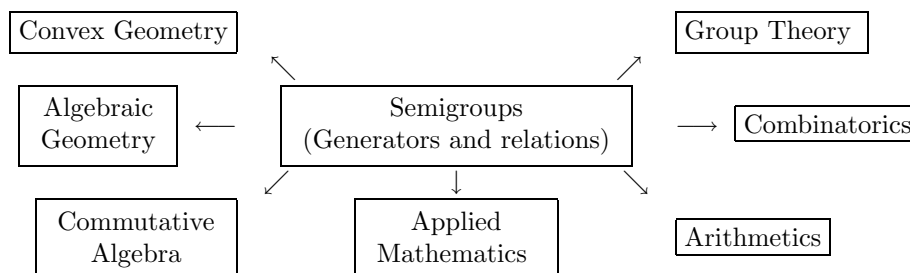 Convex Geometry
Group Theory
Algebraic
Geometry
Semigroups
(Generators and relations)
Combinatorics
Commutative
Algebra
Applied
Mathematics
Arithmetics